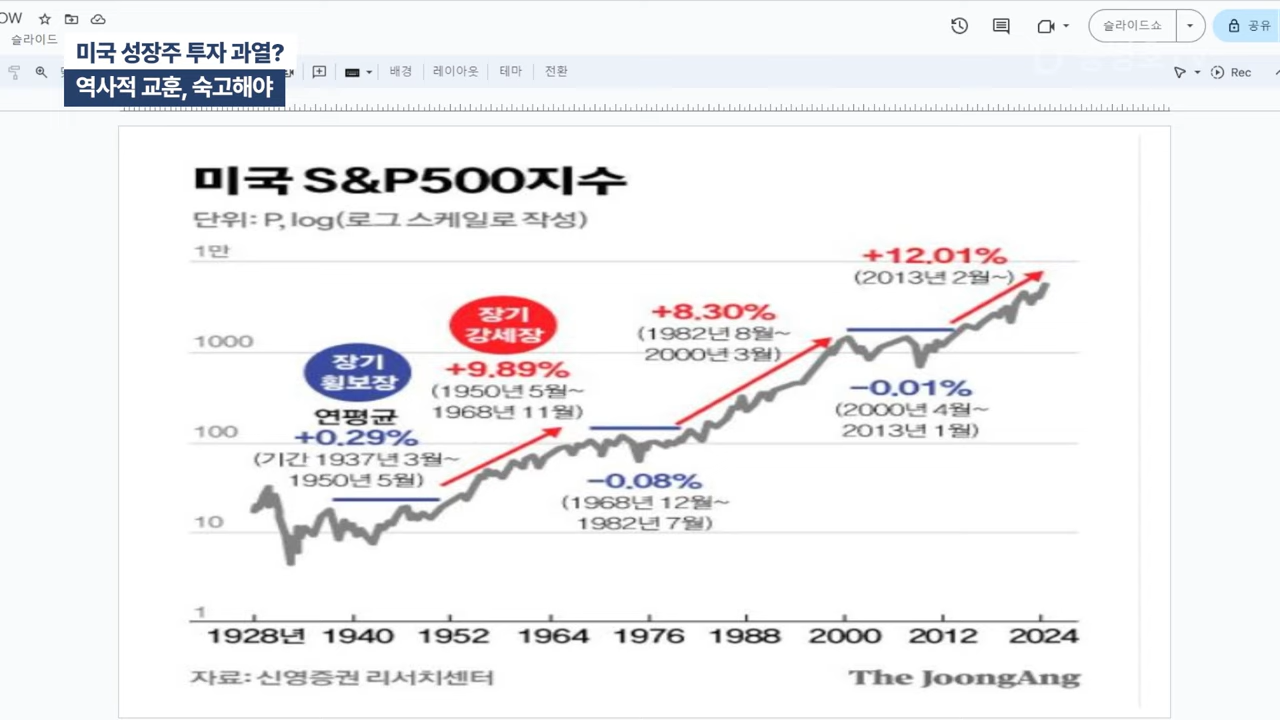 OW
슬라이드
미국 성장주 투자 과열?
역사적 교훈, 숙고해야
슬라이드쇼
공유
배경
레이아웃
테마
전환
Rec
미국 S&P500지수
단위: P, log(로그 스케일로 작성)
1만
1000
100
10
1
장기
횡보장
연평균
+0.29%
(기간 1937년 3월~
1950년 5월)
장기
강세장
+9.89%
(1950년 5월~
1968년 11월)
−0.08%
(1968년 12월~
1982년 7월)
+8.30%
(1982년 8월~
2000년 3월)
−0.01%
(2000년 4월~
2013년 1월)
+12.01%
(2013년 2월~)
1928년 1940 1952 1964 1976 1988 2000 2012 2024
자료: 신영증권 리서치센터
The JoongAng